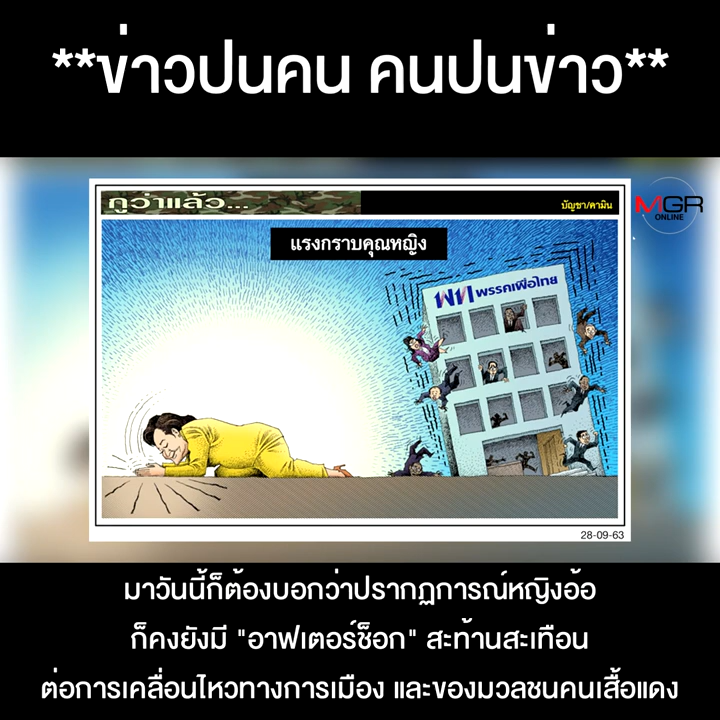 **ข่าวปนคน คนปนข่าว**
กูว่าแล้ว...
บัญชา/คามิน
MGR
ONLINE
แรงกราบคุณหญิง
พท พรรคเพื่อไทย
28-09-63
มาวันนี้ก็ต้องบอกว่าปรากฏการณ์หญิงอ้อ
ก็คงยังมี "อาฟเตอร์ช็อก" สะท้านสะเทือน
ต่อการเคลื่อนไหวทางการเมือง และของมวลชนคนเสื้อแดง